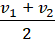 v₁ + v₂
2